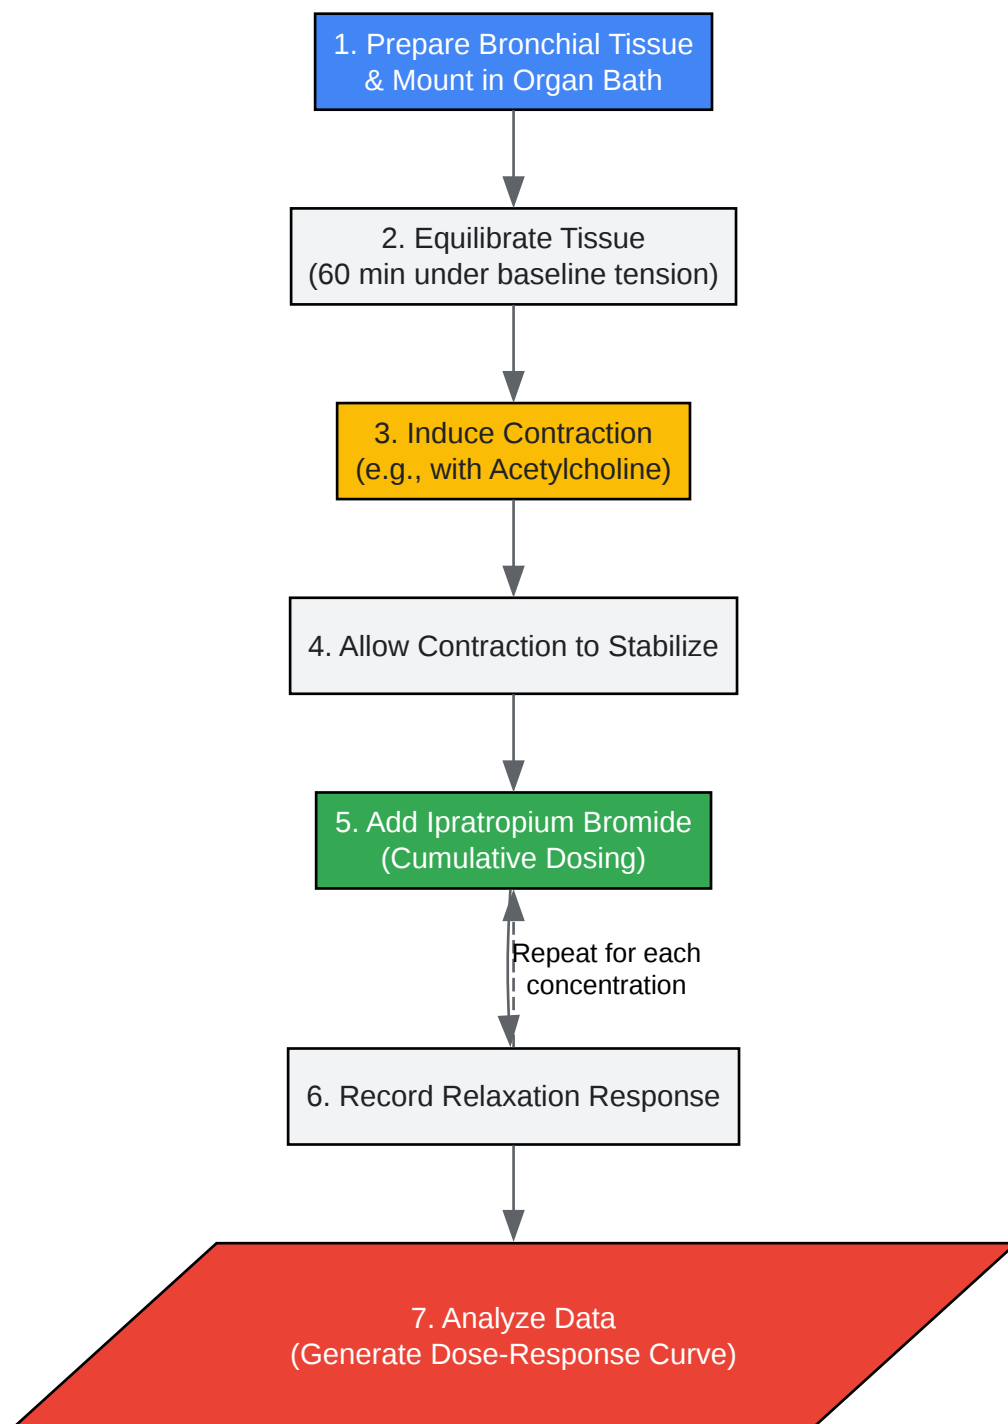 1. Prepare Bronchial Tissue
& Mount in Organ Bath
2. Equilibrate Tissue
(60 min under baseline tension)
3. Induce Contraction
(e.g., with Acetylcholine)
4. Allow Contraction to Stabilize
5. Add Ipratropium Bromide
(Cumulative Dosing)
Repeat for each
concentration
6. Record Relaxation Response
7. Analyze Data
(Generate Dose-Response Curve)